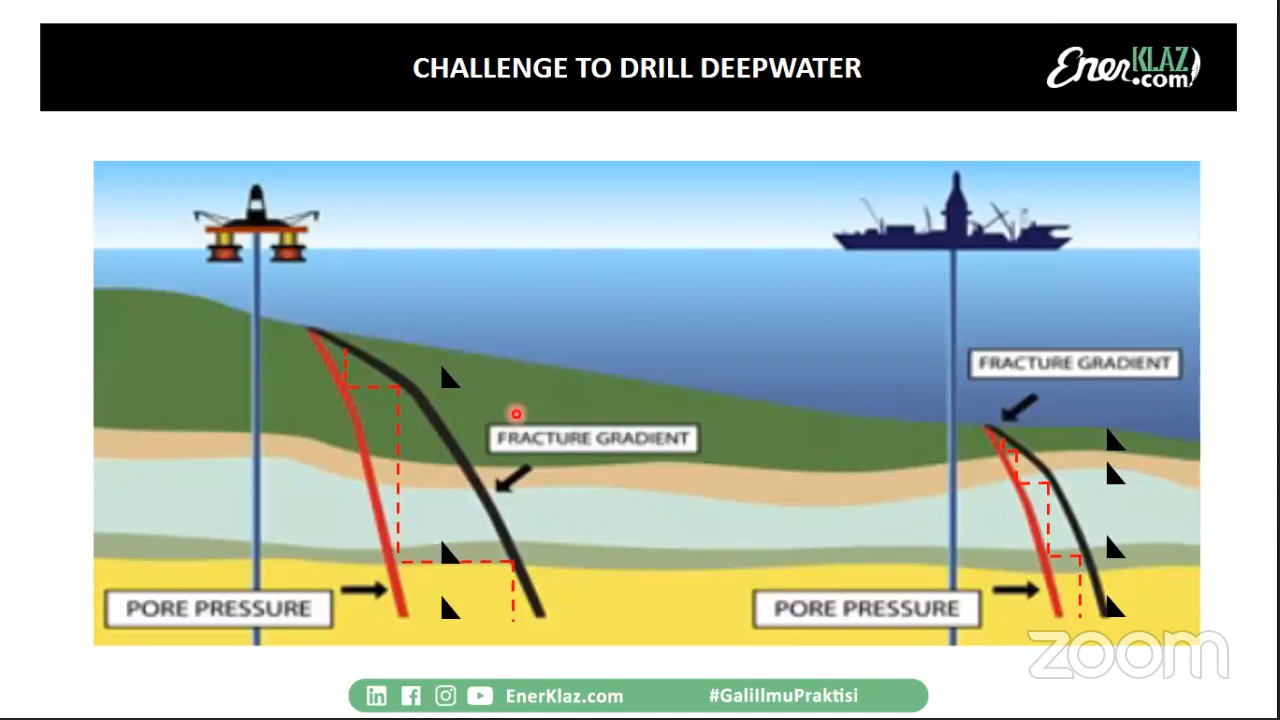 CHALLENGE TO DRILL DEEPWATER
EnerKLAZ
.com
FRACTURE GRADIENT
FRACTURE GRADIENT
PORE PRESSURE
PORE PRESSURE
zoom
EnerKlaz.com
#GaliIlmuPraktisi